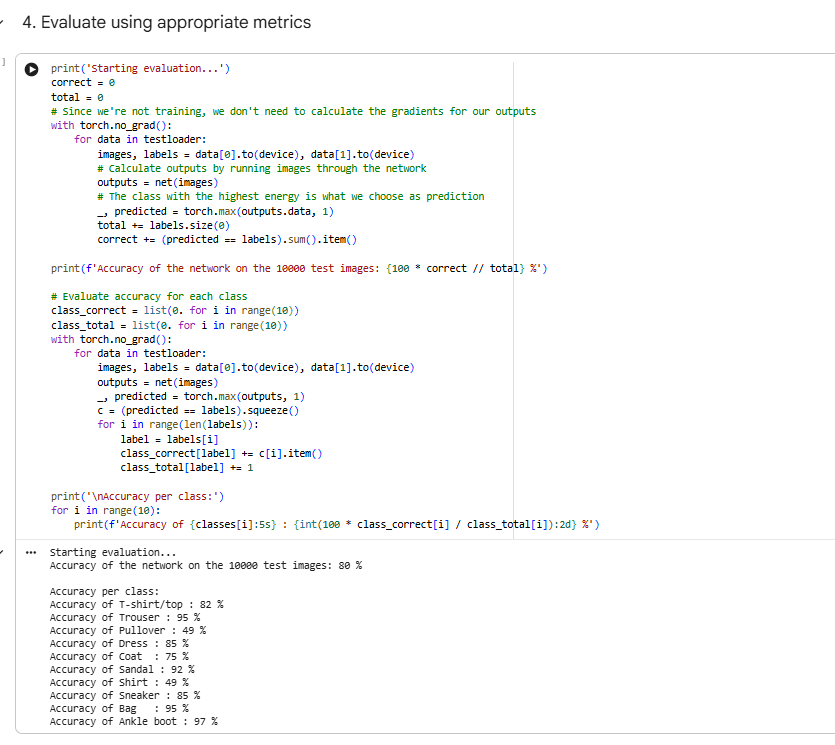 4. Evaluate using appropriate metrics
]
print('Starting evaluation...')
correct = 0
total = 0
# Since we're not training, we don't need to calculate the gradients for our outputs
with torch.no_grad():
    for data in testloader:
        images, labels = data[0].to(device), data[1].to(device)
        # Calculate outputs by running images through the network
        outputs = net(images)
        # The class with the highest energy is what we choose as prediction
        _, predicted = torch.max(outputs.data, 1)
        total += labels.size(0)
        correct += (predicted == labels).sum().item()
print(f'Accuracy of the network on the 10000 test images: {100 * correct // total} %')
# Evaluate accuracy for each class
class_correct = list(0. for i in range(10))
class_total = list(0. for i in range(10))
with torch.no_grad():
    for data in testloader:
        images, labels = data[0].to(device), data[1].to(device)
        outputs = net(images)
        _, predicted = torch.max(outputs, 1)
        c = (predicted == labels).squeeze()
        for i in range(len(labels)):
            label = labels[i]
            class_correct[label] += c[i].item()
            class_total[label] += 1
print('\nAccuracy per class:')
for i in range(10):
    print(f'Accuracy of {classes[i]:5s} : {int(100 * class_correct[i] / class_total[i]):2d} %')
... Starting evaluation...
Accuracy of the network on the 10000 test images: 80 %
Accuracy per class:
Accuracy of T-shirt/top : 82 %
Accuracy of Trouser : 95 %
Accuracy of Pullover : 49 %
Accuracy of Dress : 85 %
Accuracy of Coat  : 75 %
Accuracy of Sandal : 92 %
Accuracy of Shirt : 49 %
Accuracy of Sneaker : 85 %
Accuracy of Bag   : 95 %
Accuracy of Ankle boot : 97 %